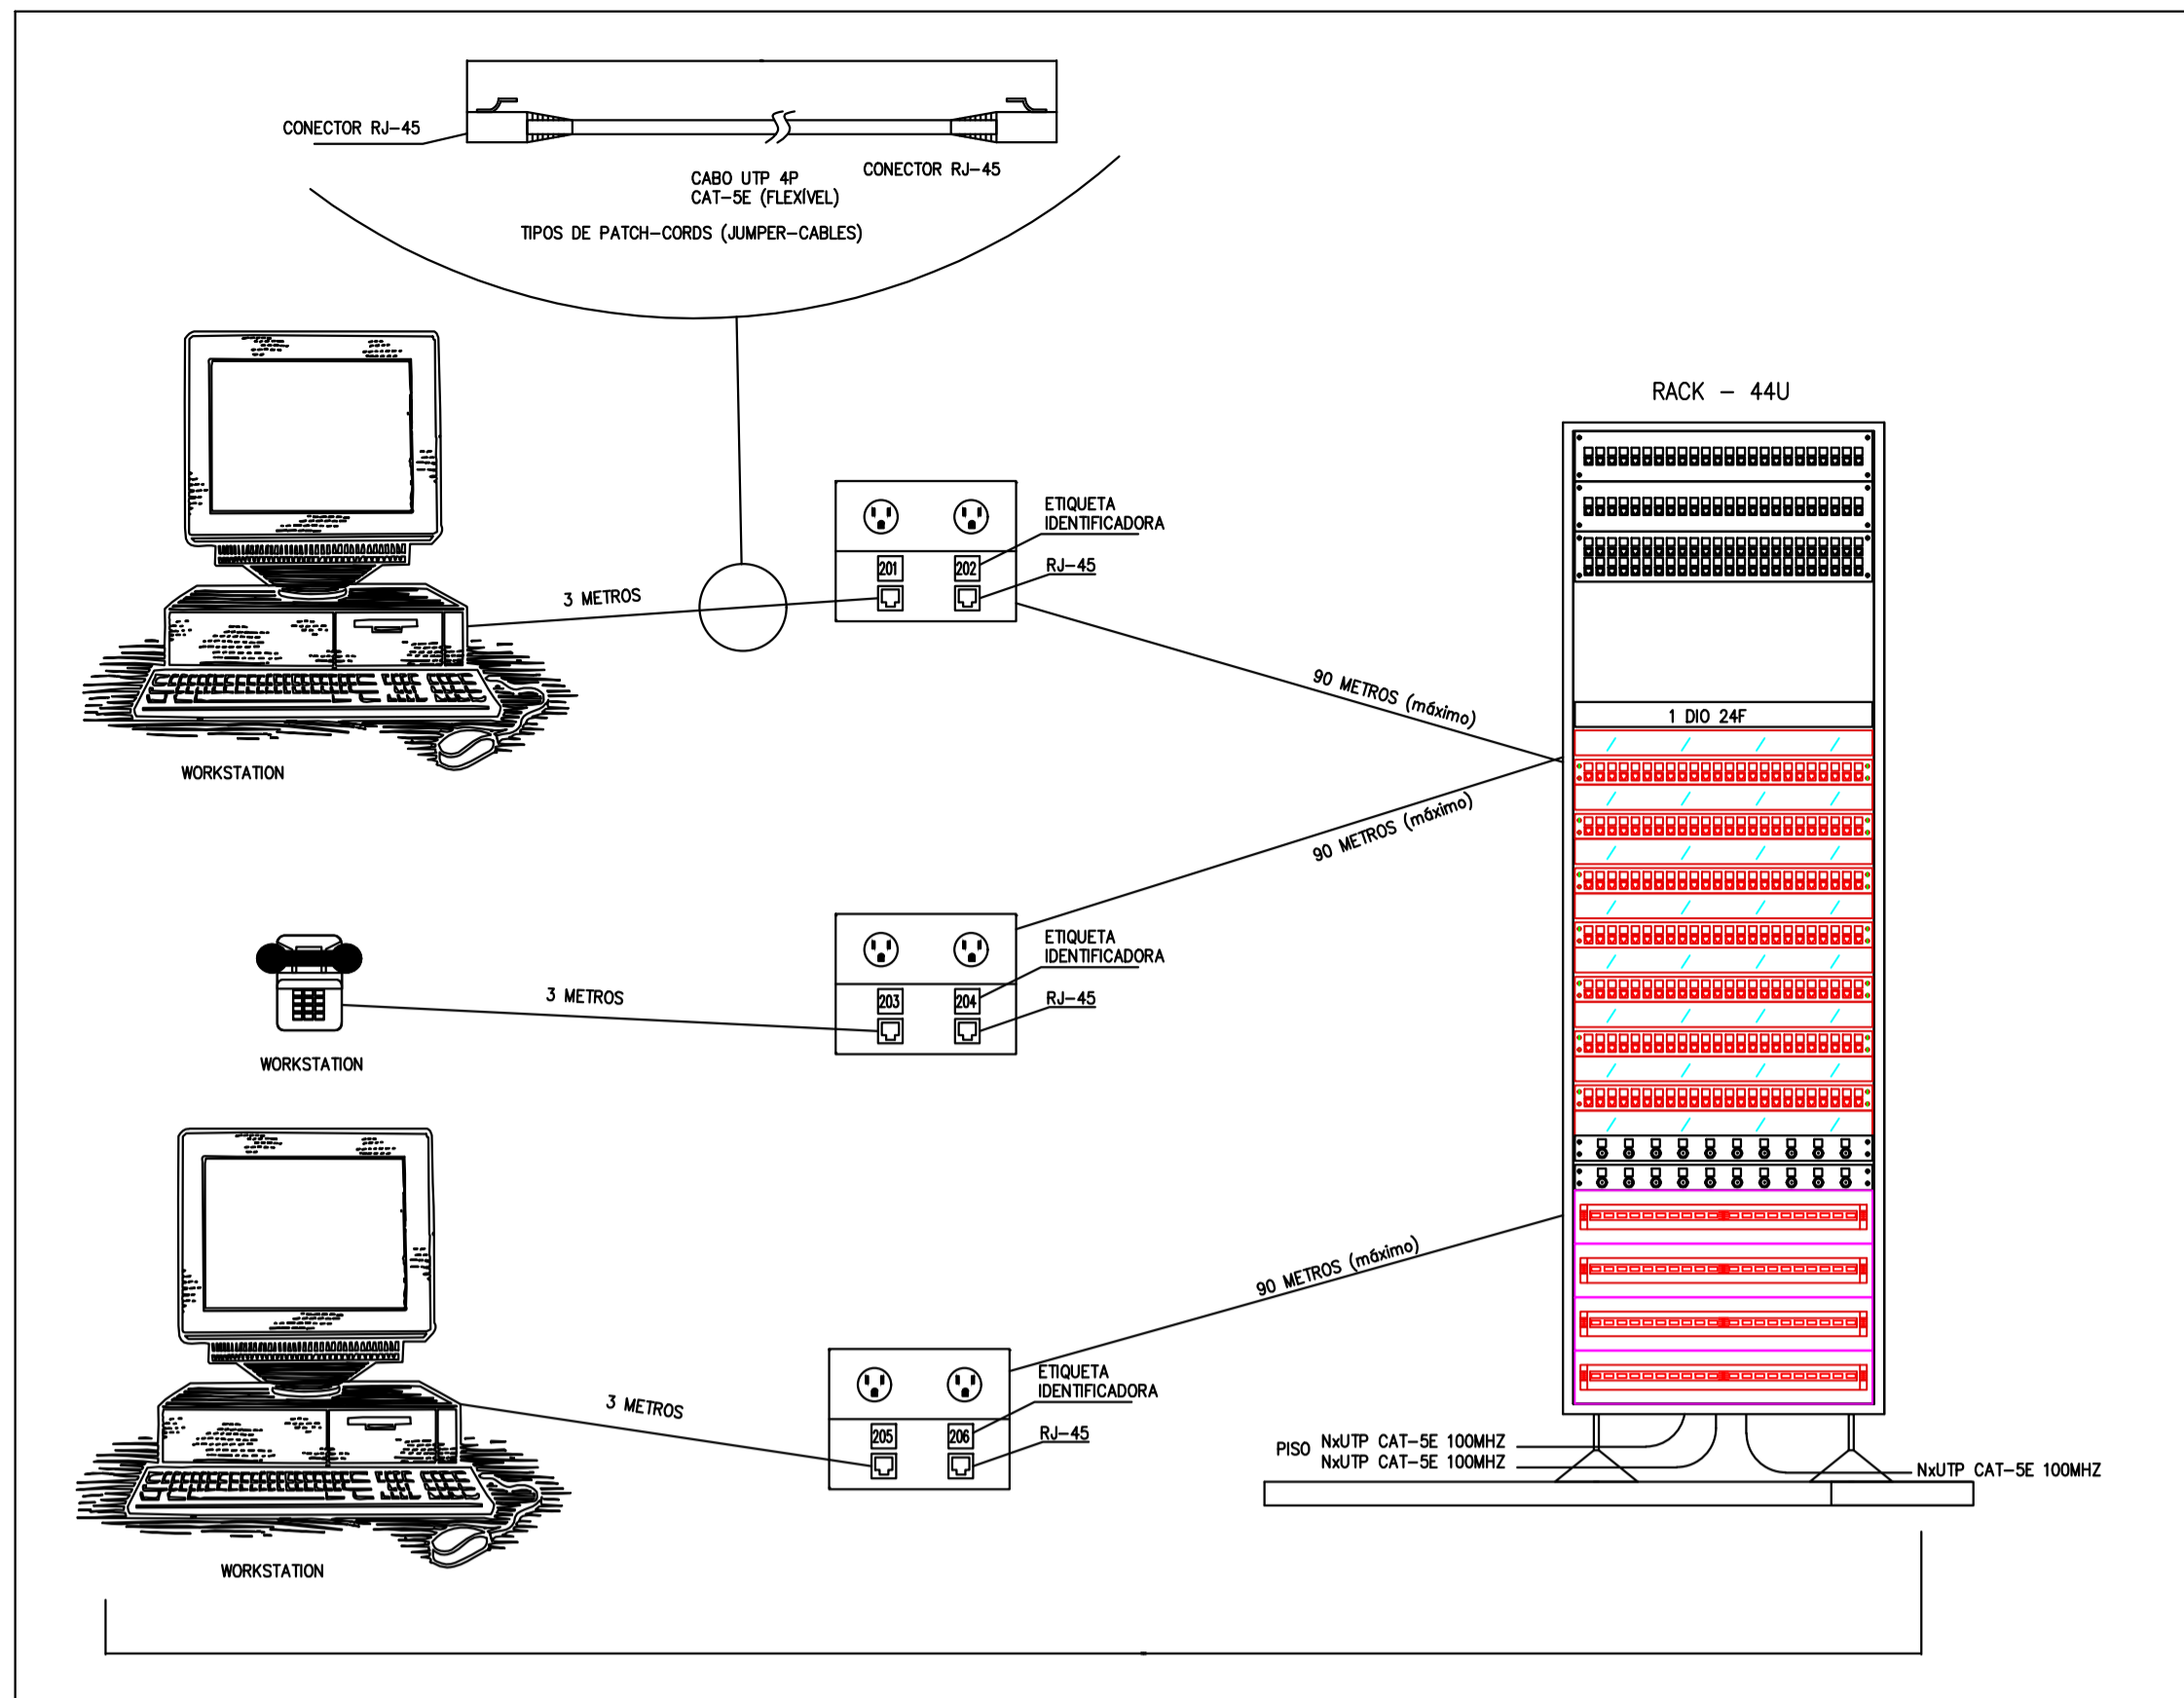 CONECTOR RJ-45
CONECTOR RJ-45
CABO UTP 4P
CAT-5E (FLEXÍVEL)
TIPOS DE PATCH-CORDS (JUMPER-CABLES)
RACK - 44U
ETIQUETA
IDENTIFICADORA
201
202
RJ-45
3 METROS
90 METROS (máximo)
1 DIO 24F
WORKSTATION
90 METROS (máximo)
ETIQUETA
IDENTIFICADORA
203
204
RJ-45
3 METROS
WORKSTATION
90 METROS (máximo)
ETIQUETA
IDENTIFICADORA
3 METROS
205
206
RJ-45
PISO
NxUTP CAT-5E 100MHZ
NxUTP CAT-5E 100MHZ
NxUTP CAT-5E 100MHZ
WORKSTATION